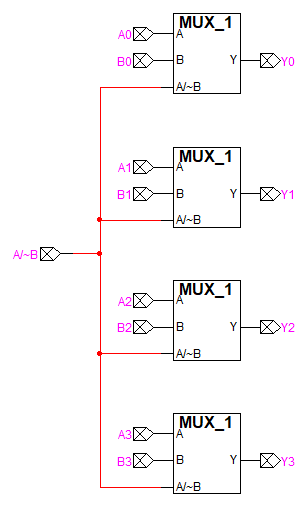 MUX_1
A0 A
B0 B Y Y0
A/~B
MUX_1
A1 A
B1 B Y Y1
A/~B
A/~B
MUX_1
A2 A
B2 B Y Y2
A/~B
MUX_1
A3 A
B3 B Y Y3
A/~B